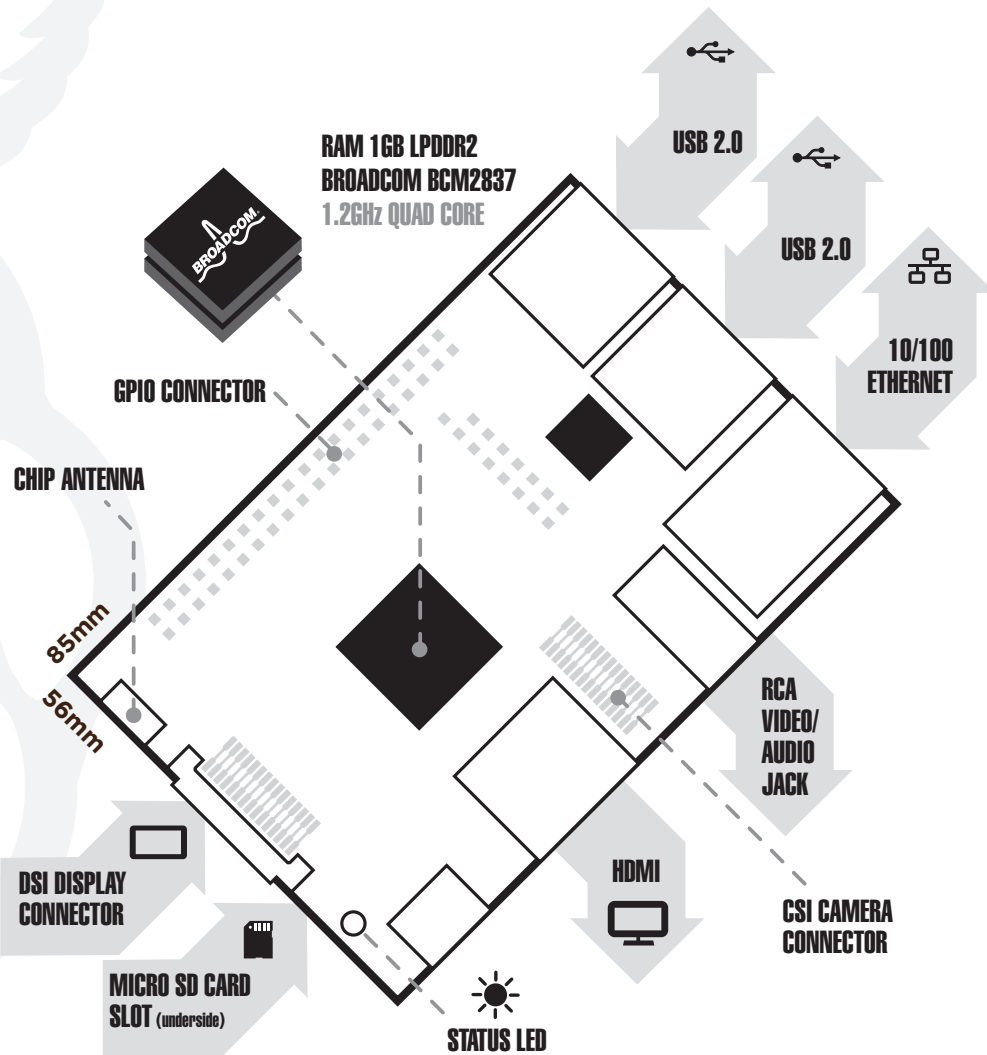 USB 2.0
RAM 1GB LPDDR2
BROADCOM BCM2837
1.2GHz QUAD CORE
BROADCOM.
USB 2.0
10/100
ETHERNET
GPIO CONNECTOR
CHIP ANTENNA
85mm
56mm
RCA
VIDEO/
AUDIO
JACK
DSI DISPLAY
CONNECTOR
HDMI
CSI CAMERA
CONNECTOR
MICRO SD CARD
SLOT (underside)
STATUS LED